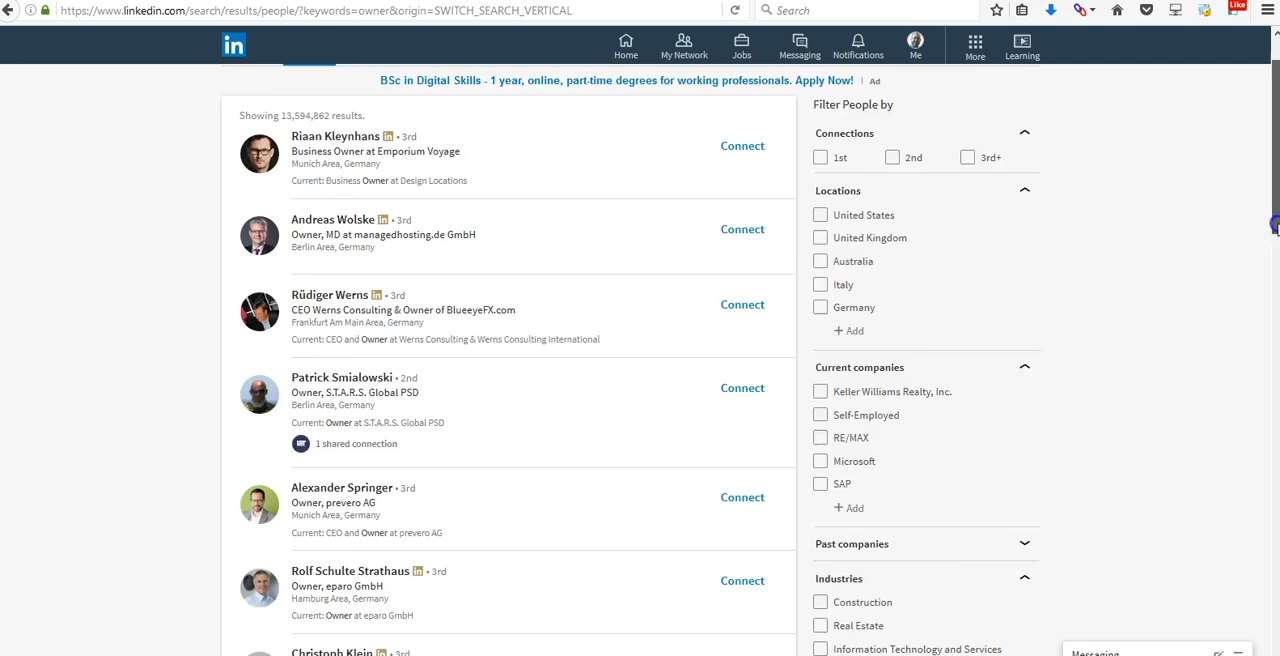 https://www.linkedin.com/search/results/people/?keywords=owner&origin=SWITCH_SEARCH_VERTICAL
Search
Like
in
Home
My Network
Jobs
Messaging
Notifications
Me
More
Learning
BSc in Digital Skills - 1 year, online, part-time degrees for working professionals. Apply Now! | Ad
Showing 13,594,862 results.
Riaan Kleynhans in • 3rd
Business Owner at Emporium Voyage
Munich Area, Germany
Current: Business Owner at Design Locations
Connect
Andreas Wolske in • 3rd
Owner, MD at managedhosting.de GmbH
Berlin Area, Germany
Connect
Rüdiger Werns in • 3rd
CEO Werns Consulting & Owner of BlueeyeFX.com
Frankfurt Am Main Area, Germany
Current: CEO and Owner at Werns Consulting & Werns Consulting International
Connect
Patrick Smialowski • 2nd
Owner, S.T.A.R.S. Global PSD
Berlin Area, Germany
Current: Owner at S.T.A.R.S. Global PSD
1 shared connection
Connect
Alexander Springer • 3rd
Owner, prevero AG
Munich Area, Germany
Current: CEO and Owner at prevero AG
Connect
Rolf Schulte Strathaus in • 3rd
Owner, eparo GmbH
Hamburg Area, Germany
Current: Owner at eparo GmbH
Connect
Christoph Klein in • 3rd
Filter People by
Connections
1st
2nd
3rd+
Locations
United States
United Kingdom
Australia
Italy
Germany
+ Add
Current companies
Keller Williams Realty, Inc.
Self-Employed
RE/MAX
Microsoft
SAP
+ Add
Past companies
Industries
Construction
Real Estate
Information Technology and Services
Messaging